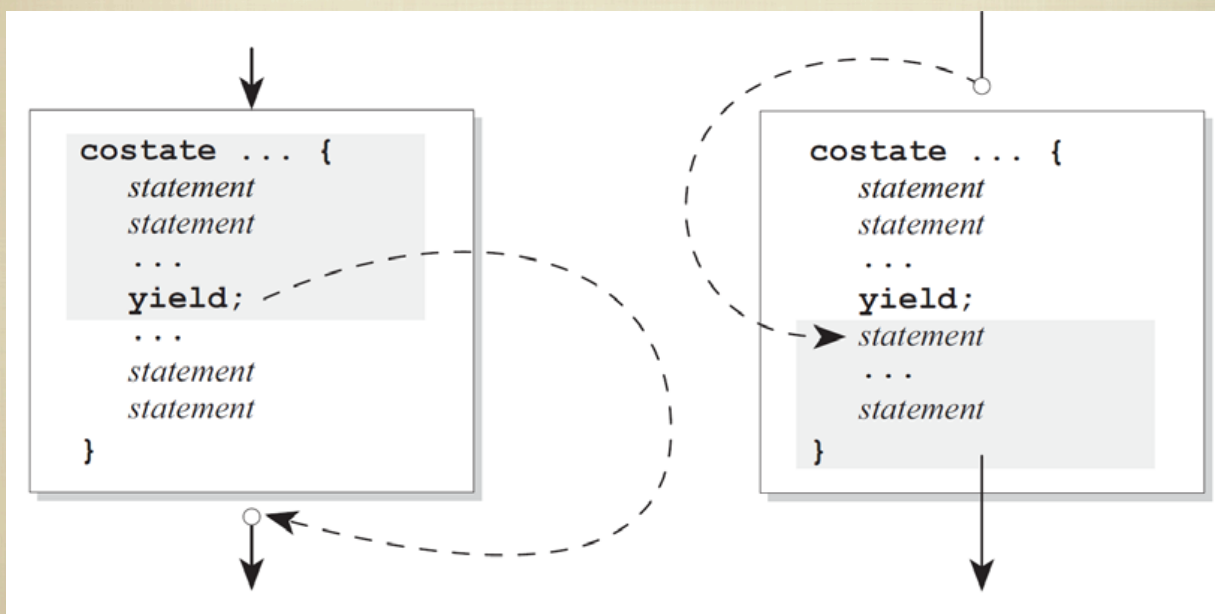 costate ... {
statement
statement
...
yield;
...
statement
statement
}
costate ... {
statement
statement
...
yield;
statement
...
statement
}